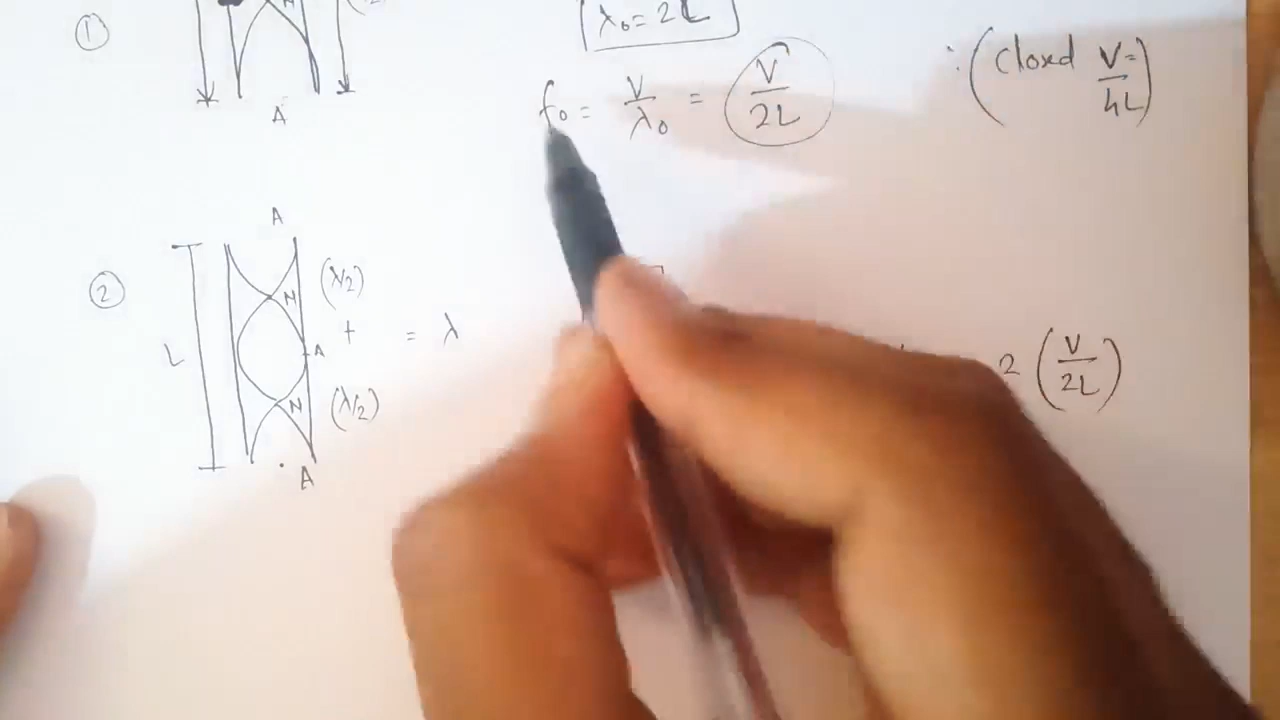 ①
N
λ₀ = 2L
A
f₀ = V/λ₀ = V/2L
: (Closed V/4L =)
②
A
(λ/2)
N
L
+
A
= λ
2 (V/2L)
N
(λ/2)
A